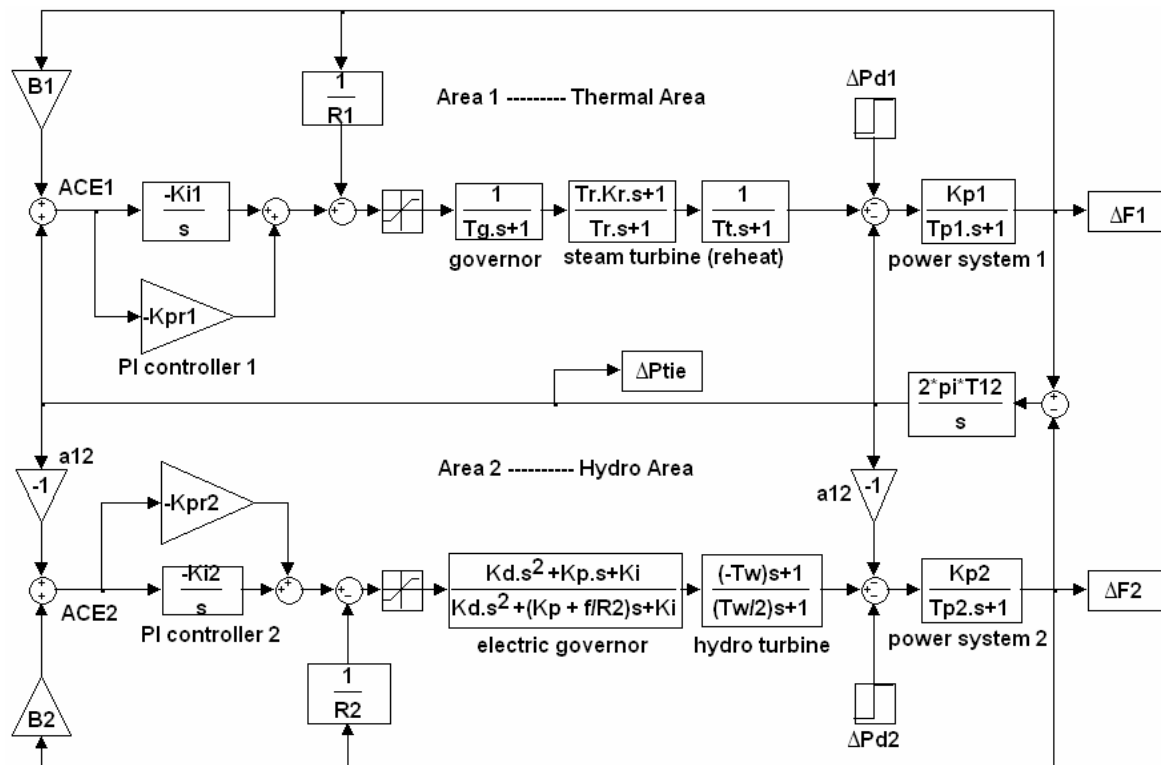 B1
1
R1
Area 1 --------- Thermal Area
ΔPd1
ACE1
-Ki1
s
1
Tg.s+1
governor
Tr.Kr.s+1
Tr.s+1
1
Tt.s+1
steam turbine (reheat)
Kp1
Tp1.s+1
power system 1
ΔF1
-Kpr1
PI controller 1
ΔPtie
2*pi*T12
s
a12
-1
Area 2 --------- Hydro Area
a12
-1
-Kpr2
ACE2
-Ki2
s
PI controller 2
Kd.s² +Kp.s+Ki
Kd.s²+(Kp + f/R2)s+Ki
electric governor
(-Tw)s+1
(Tw/2)s+1
hydro turbine
Kp2
Tp2.s+1
power system 2
ΔF2
B2
1
R2
ΔPd2